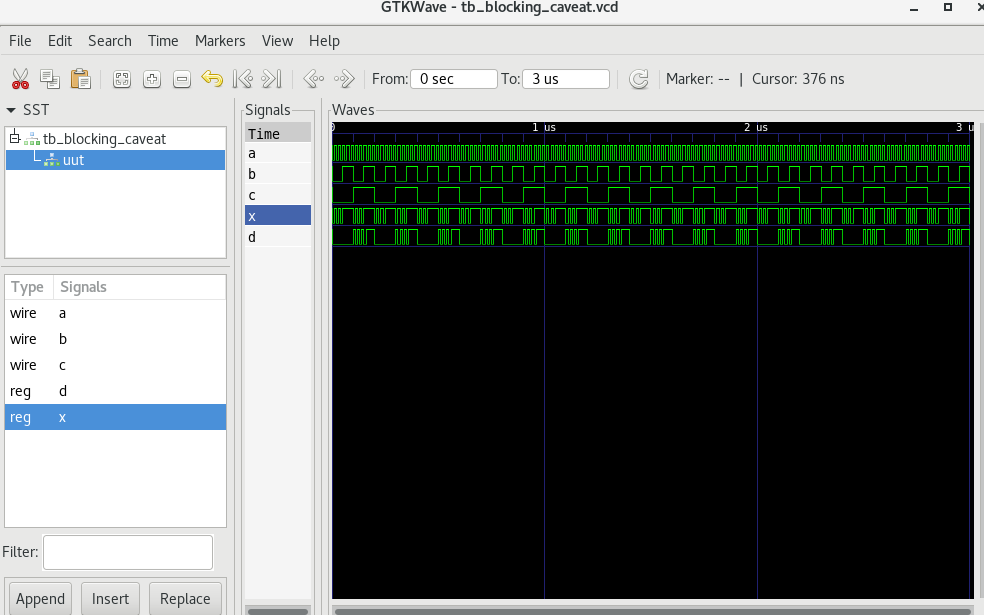 GTKWave - tb_blocking_caveat.vcd
File Edit Search Time Markers View Help
From: 0 sec To: 3 us Marker: -- | Cursor: 376 ns
SST
tb_blocking_caveat
uut
Type Signals
wire a
wire b
wire c
reg d
reg x
Filter:
Append Insert Replace
Signals
Time
a
b
c
x
d
Waves
0 1 us 2 us 3 u